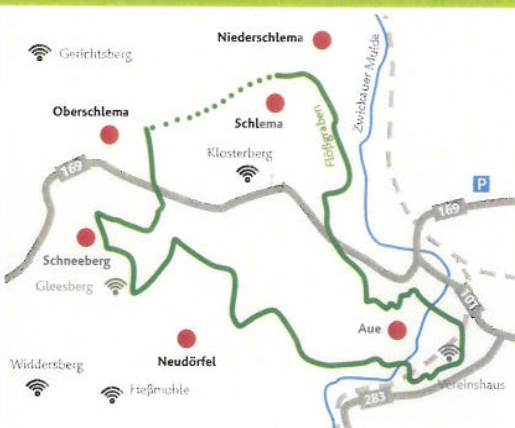 Niederschlema
Gerichtsberg
Zwickauer Mulde
Oberschlema
Schlema
Floßgraben
Klosterberg
169
P
169
Schneeberg
Gleesberg
101
Aue
Neudörfel
Widdersberg
Vereinshaus
Heßmühle
283